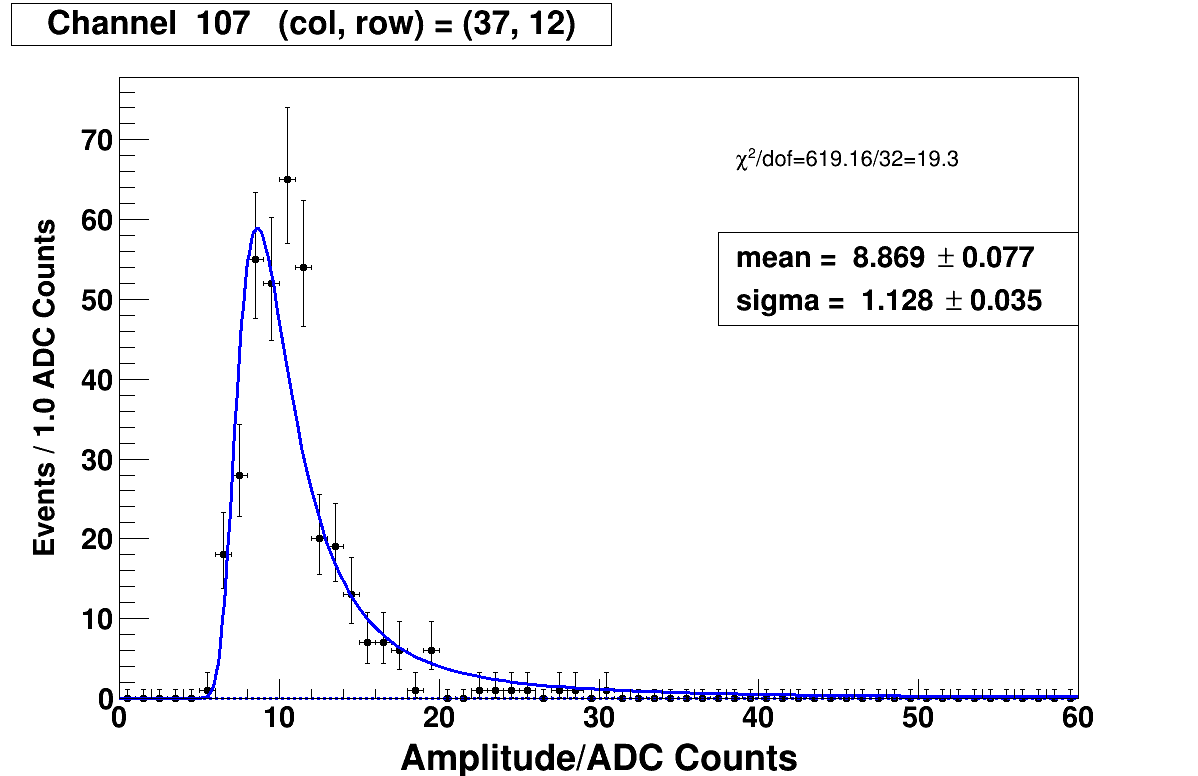 Channel 107 (col, row) = (37, 12)
χ²/dof=619.16/32=19.3
mean = 8.869 ± 0.077
sigma = 1.128 ± 0.035
Events / 1.0 ADC Counts
70
60
50
40
30
20
10
0
0 10 20 30 40 50 60
Amplitude/ADC Counts